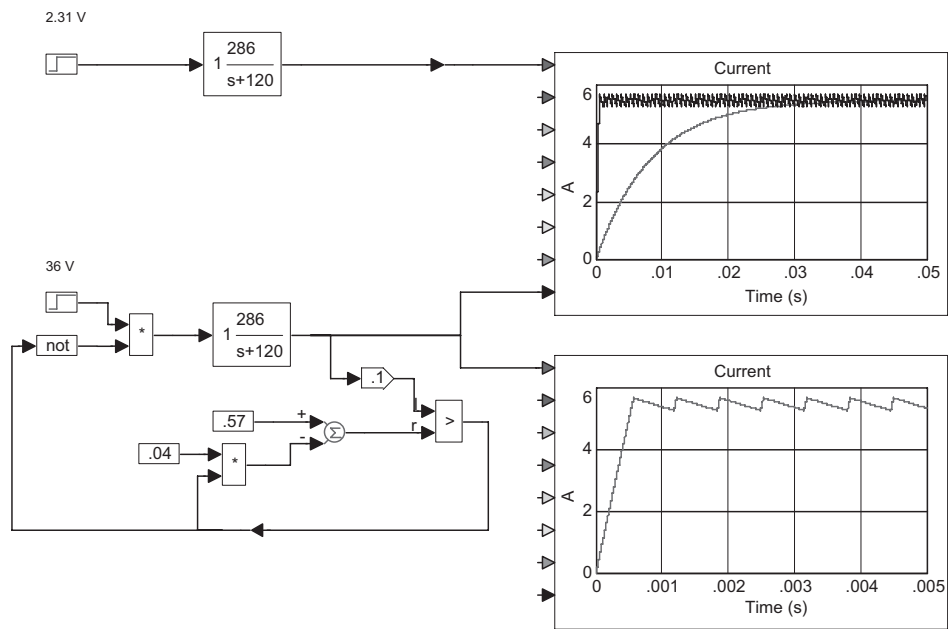 2.31 V
1 286
s+120
Current
6
4
2
0
A
0 .01 .02 .03 .04 .05
Time (s)
36 V
not
*
1 286
s+120
.1
.57
+
-
Σ
.04
*
l
r
>
Current
6
4
2
0
A
0 .001 .002 .003 .004 .005
Time (s)